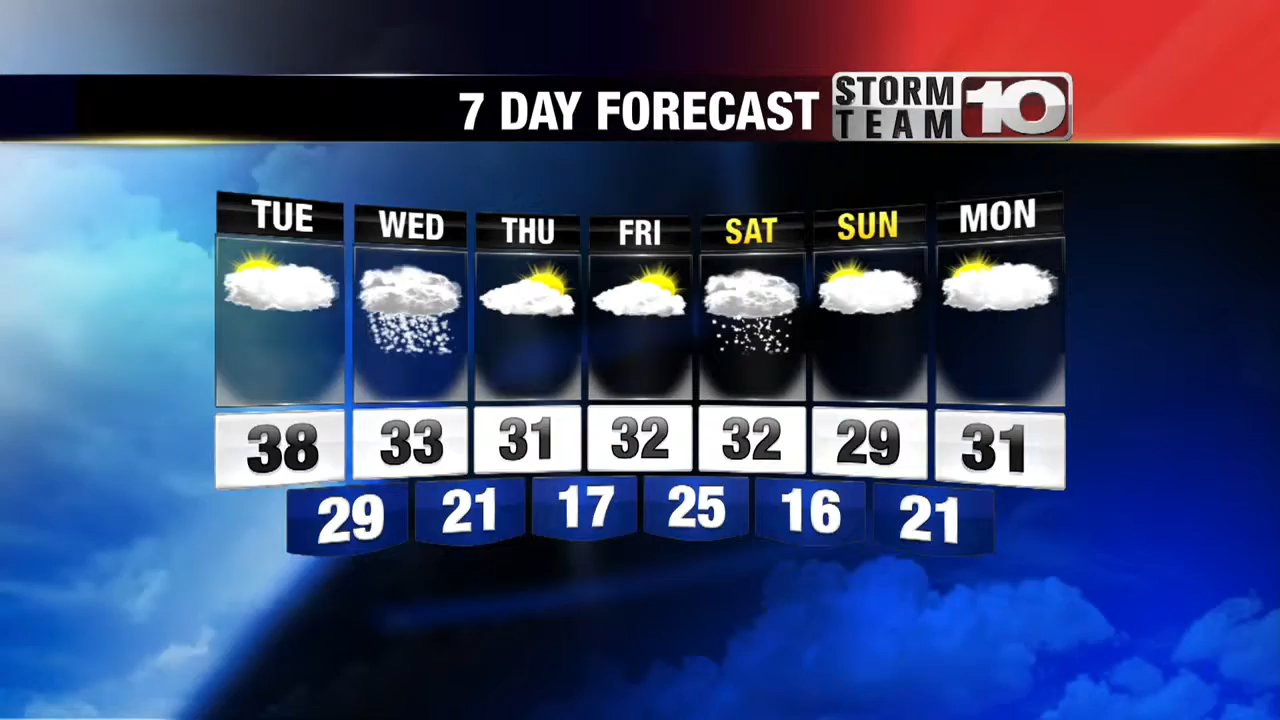 7 DAY FORECAST STORM TEAM 10
TUE WED THU FRI SAT SUN MON
38 33 31 32 32 29 31
29 21 17 25 16 21